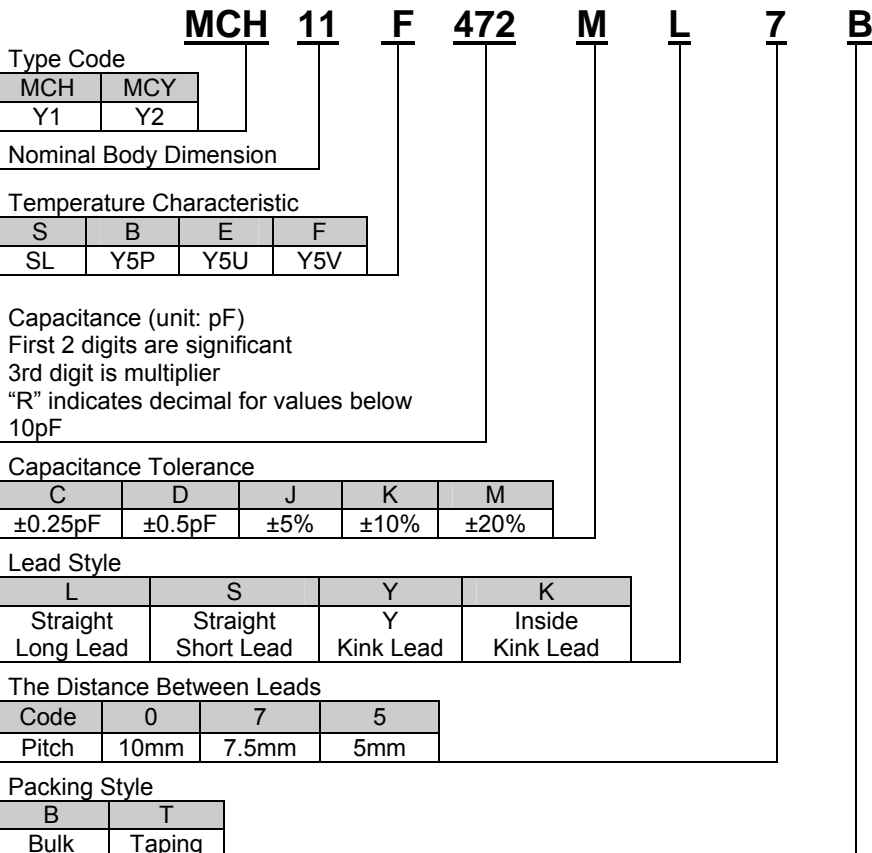 MCH 11 F 472 M L 7 B
Type Code
MCH MCY
Y1 Y2
Nominal Body Dimension
Temperature Characteristic
S B E F
SL Y5P Y5U Y5V
Capacitance (unit: pF)
First 2 digits are significant
3rd digit is multiplier
“R” indicates decimal for values below
10pF
Capacitance Tolerance
C D J K M
±0.25pF ±0.5pF ±5% ±10% ±20%
Lead Style
L S Y K
Straight Straight Y Inside
Long Lead Short Lead Kink Lead Kink Lead
The Distance Between Leads
Code 0 7 5
Pitch 10mm 7.5mm 5mm
Packing Style
B T
Bulk Taping